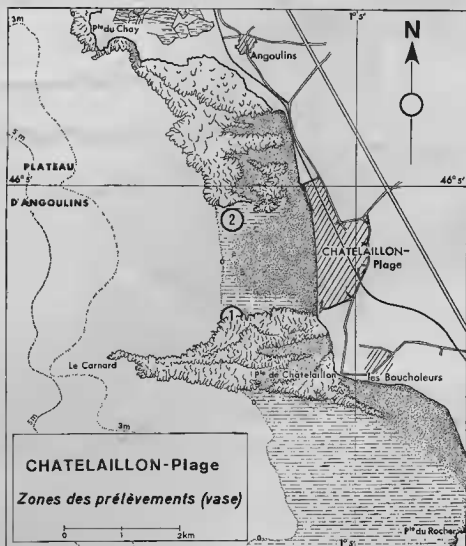 3m
Pte du Chay
1° 5'
Angoulins
N
5m
PLATEAU
46° 5'
46° 5'
D'ANGOULINS
2
CHATELAILLON-
Plage
1
Le Carnard
Pte de Châtelaillon
les Boucholeurs
5m
3m
CHATELAILLON-Plage
Zones des prélèvements (vase)
0 1 2km
Pte du Rocher
1° 5'